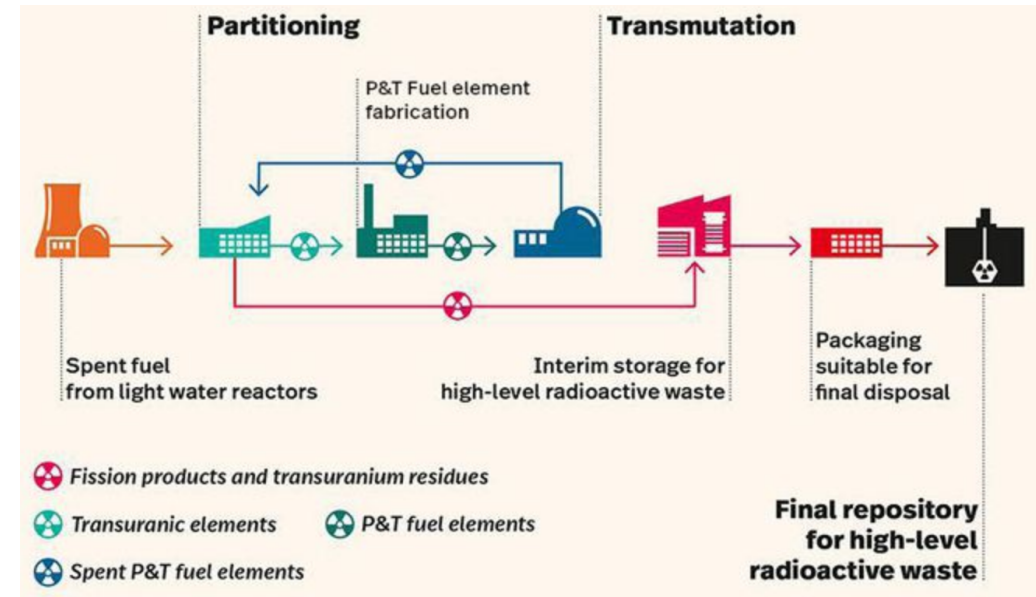 Partitioning
Transmutation
P&T Fuel element
fabrication
Spent fuel
from light water reactors
Interim storage for
high-level radioactive waste
Packaging
suitable for
final disposal
Fission products and transuranium residues
Transuranic elements
P&T fuel elements
Spent P&T fuel elements
Final repository
for high-level
radioactive waste